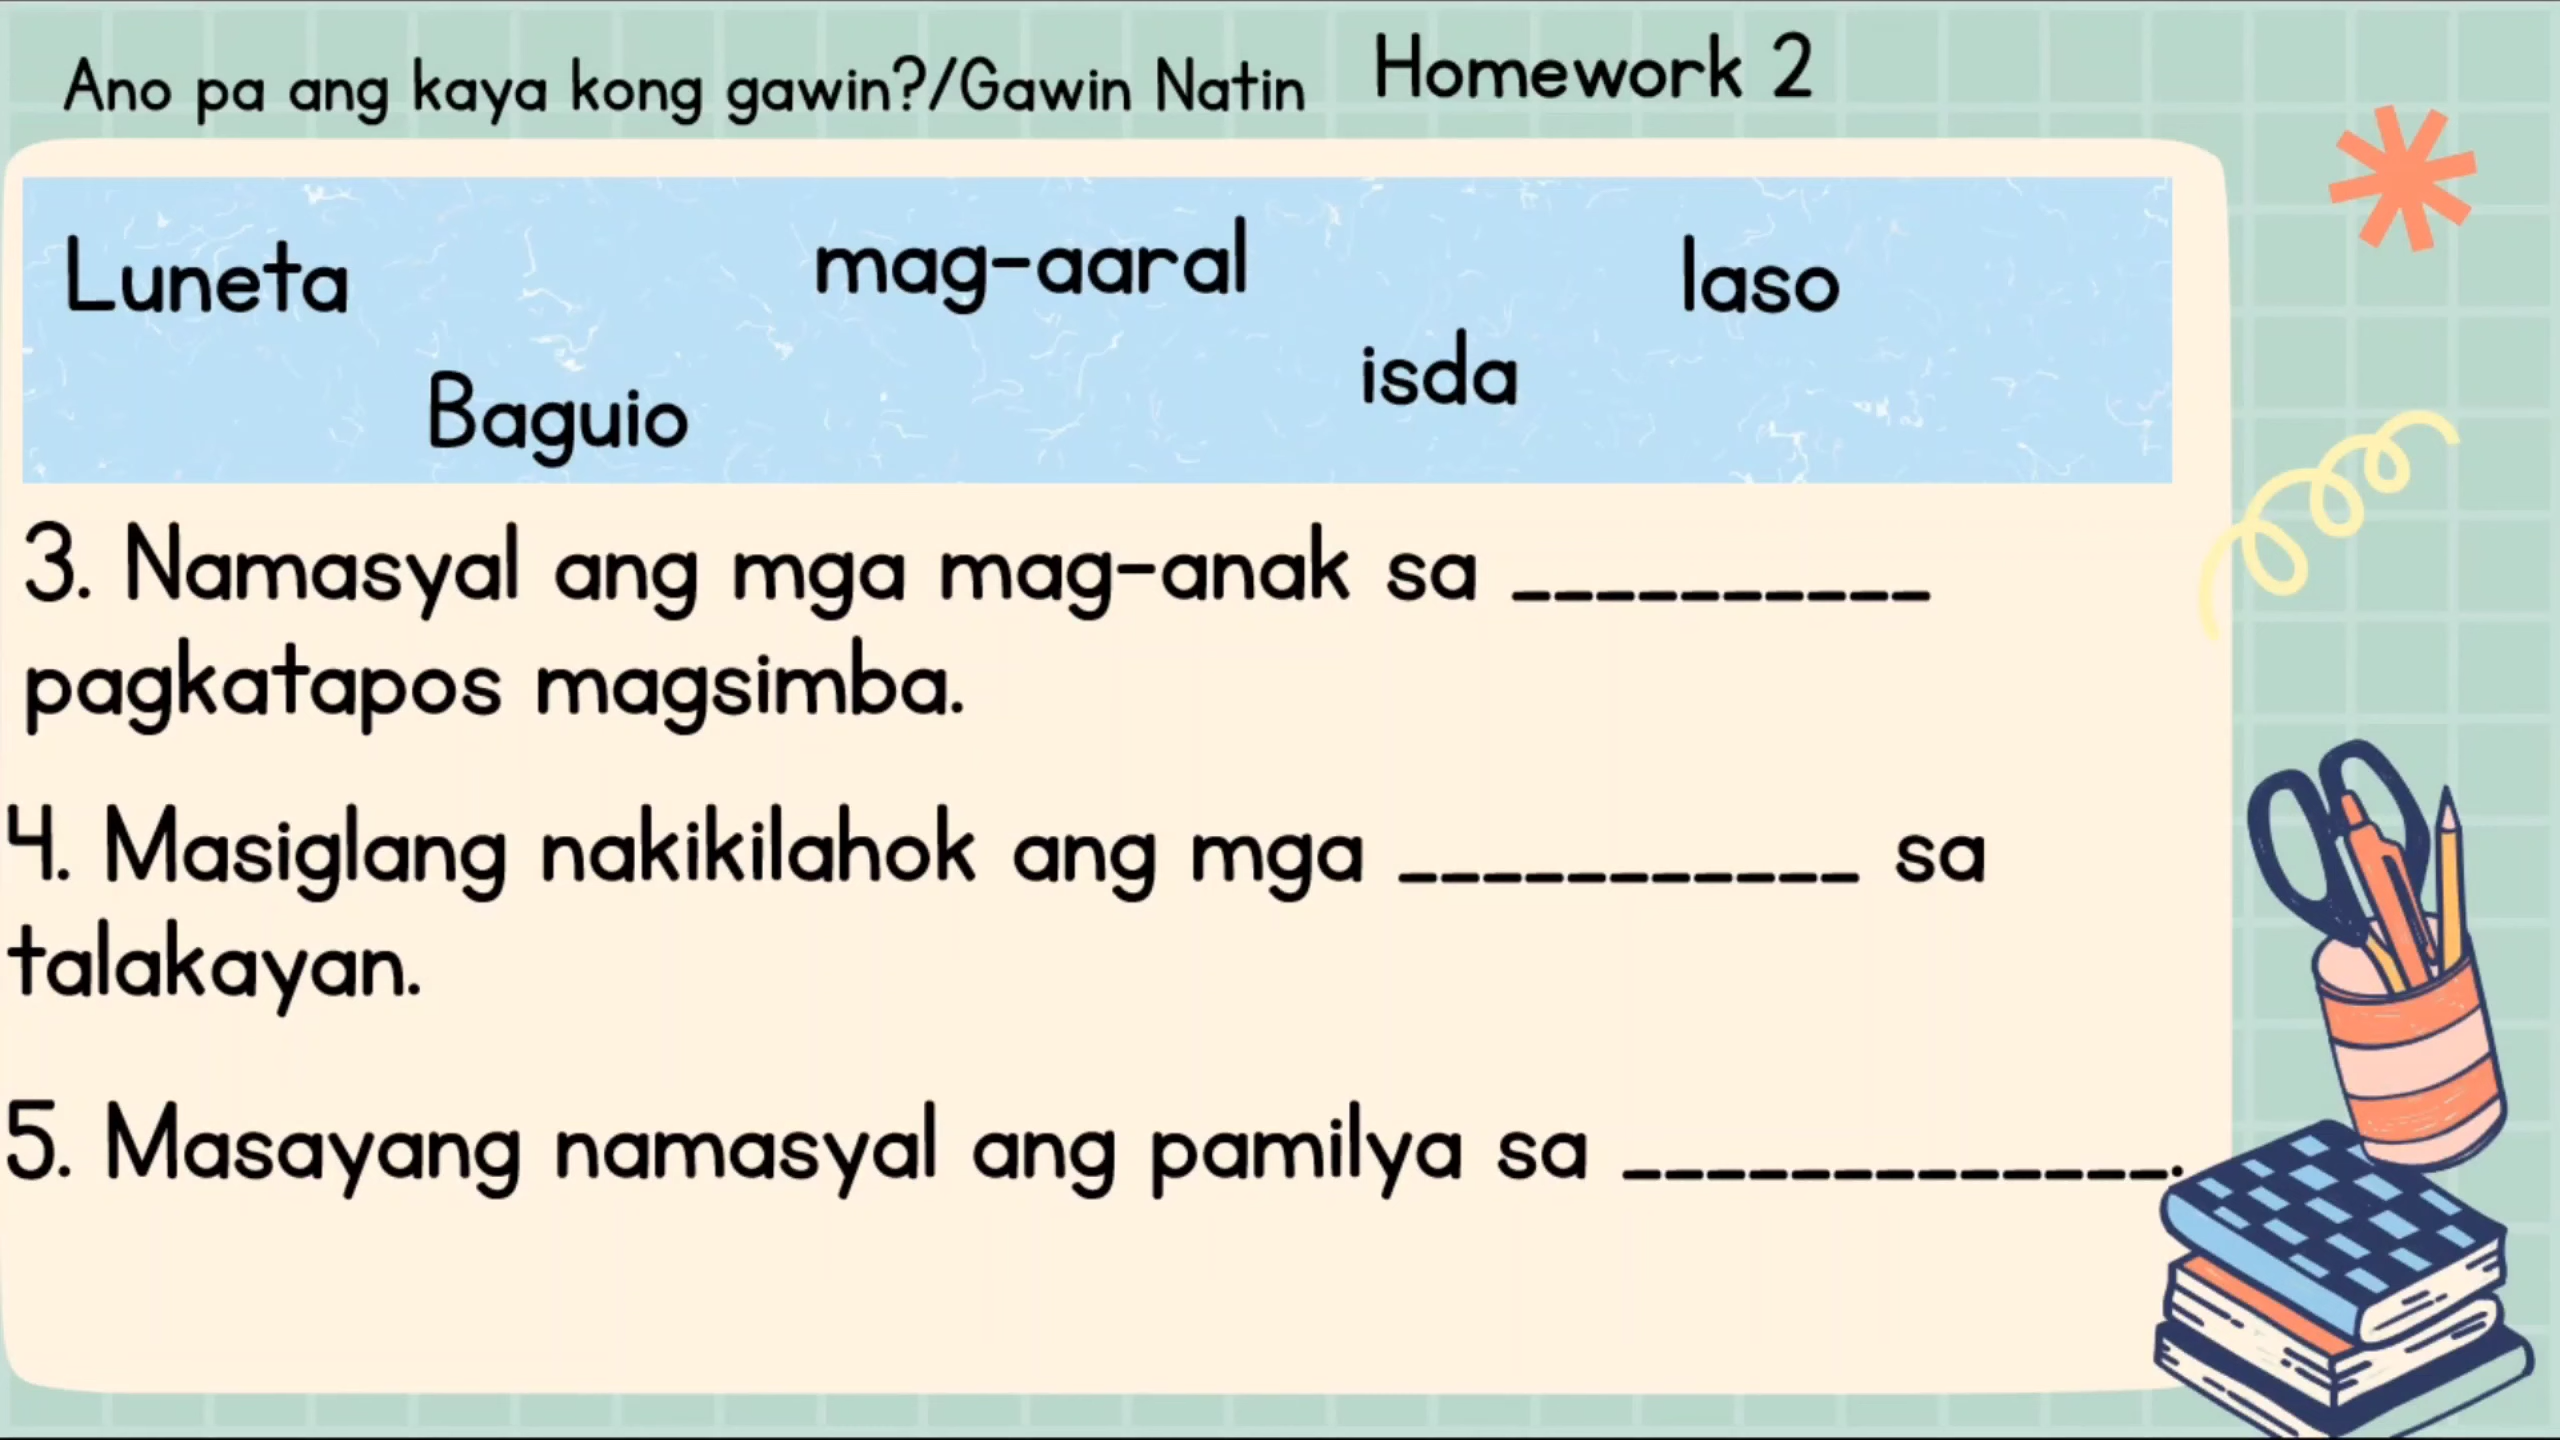 Ano pa ang kaya kong gawin?/Gawin Natin
Homework 2
Luneta
mag-aaral
laso
Baguio
isda
3. Namasyal ang mga mag-anak sa __________
pagkatapos magsimba.
4. Masiglang nakikilahok ang mga ___________ sa
talakayan.
5. Masayang namasyal ang pamilya sa _____________.